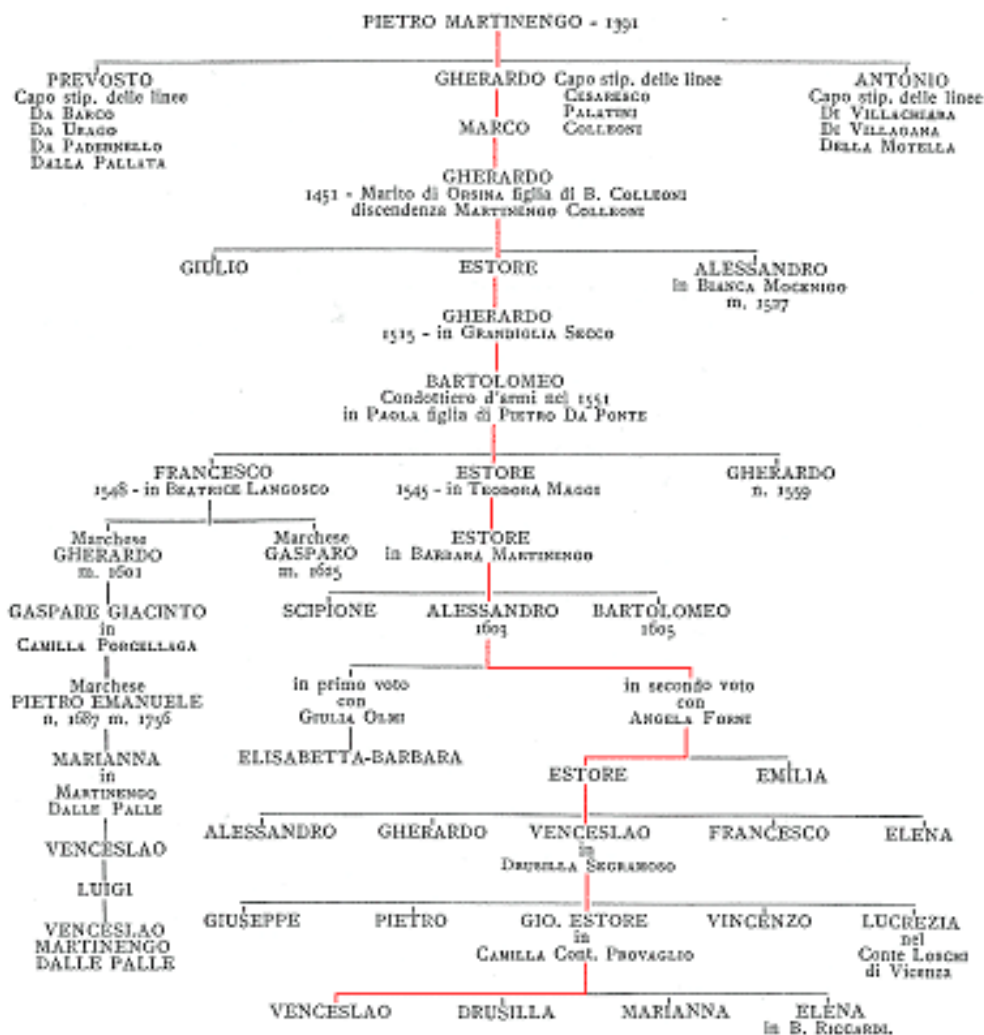 PIETRO MARTINENGO - 1391
PREVOSTO
Capo stip. delle linee
DA BARCO
DA URAGO
DA PADERNELLO
DALLA PALLATA
GHERARDO Capo stip. delle linee
CESARESCO
PALATINI
COLLEONI
ANTONIO
Capo stip. delle linee
DI VILLACHIARA
DI VILLAGANA
DELLA MOTELLA
MARCO
GHERARDO
1451 - Marito di ORSINA figlia di B. COLLEONI
discendenza MARTINENGO COLLEONI
GIULIO
ESTORE
ALESSANDRO
in BIANCA MOCENIGO
m. 1527
GHERARDO
1515 - in GRANDIGLIA SECCO
BARTOLOMEO
Condottiero d'armi nel 1551
in PAOLA figlia di PIETRO DA PONTE
FRANCESCO
1548 - in BEATRICE LANGOSCO
ESTORE
1545 - in TEODORA MAGGI
GHERARDO
n. 1559
Marchese
GHERARDO
m. 1601
Marchese
GASPARO
m. 1625
ESTORE
in BARBARA MARTINENGO
GASPARE GIACINTO
in
CAMILLA PORCELLAGA
SCIPIONE
ALESSANDRO
1603
BARTOLOMEO
1605
Marchese
PIETRO EMANUELE
n. 1687 m. 1756
in primo voto
con
GIULIA OLMI
in secondo voto
con
ANGELA FORNI
MARIANNA
in
MARTINENGO
DALLE PALLE
ELISABETTA-BARBARA
ESTORE
EMILIA
VENCESLAO
ALESSANDRO
GHERARDO
VENCESLAO
in
DRUSILLA SEGRAMOSO
FRANCESCO
ELENA
LUIGI
VENCESLAO
MARTINENGO
DALLE PALLE
GIUSEPPE
PIETRO
GIO. ESTORE
in
CAMILLA CONT. PROVAGLIO
VINCENZO
LUCREZIA
nel
Conte LOSCHI
di Vicenza
VENCESLAO
DRUSILLA
MARIANNA
ELENA
in B. RICCARDI.